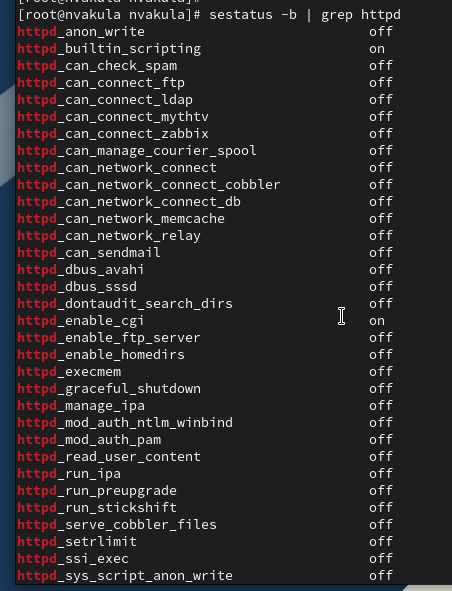 [root@nvakula nvakula]# sestatus -b | grep httpd
httpd_anon_write off
httpd_builtin_scripting on
httpd_can_check_spam off
httpd_can_connect_ftp off
httpd_can_connect_ldap off
httpd_can_connect_mythtv off
httpd_can_connect_zabbix off
httpd_can_manage_courier_spool off
httpd_can_network_connect off
httpd_can_network_connect_cobbler off
httpd_can_network_connect_db off
httpd_can_network_memcache off
httpd_can_network_relay off
httpd_can_sendmail off
httpd_dbus_avahi off
httpd_dbus_sssd off
httpd_dontaudit_search_dirs off
httpd_enable_cgi on
httpd_enable_ftp_server off
httpd_enable_homedirs off
httpd_execmem off
httpd_graceful_shutdown off
httpd_manage_ipa off
httpd_mod_auth_ntlm_winbind off
httpd_mod_auth_pam off
httpd_read_user_content off
httpd_run_ipa off
httpd_run_preupgrade off
httpd_run_stickshift off
httpd_serve_cobbler_files off
httpd_setrlimit off
httpd_ssi_exec off
httpd_sys_script_anon_write off